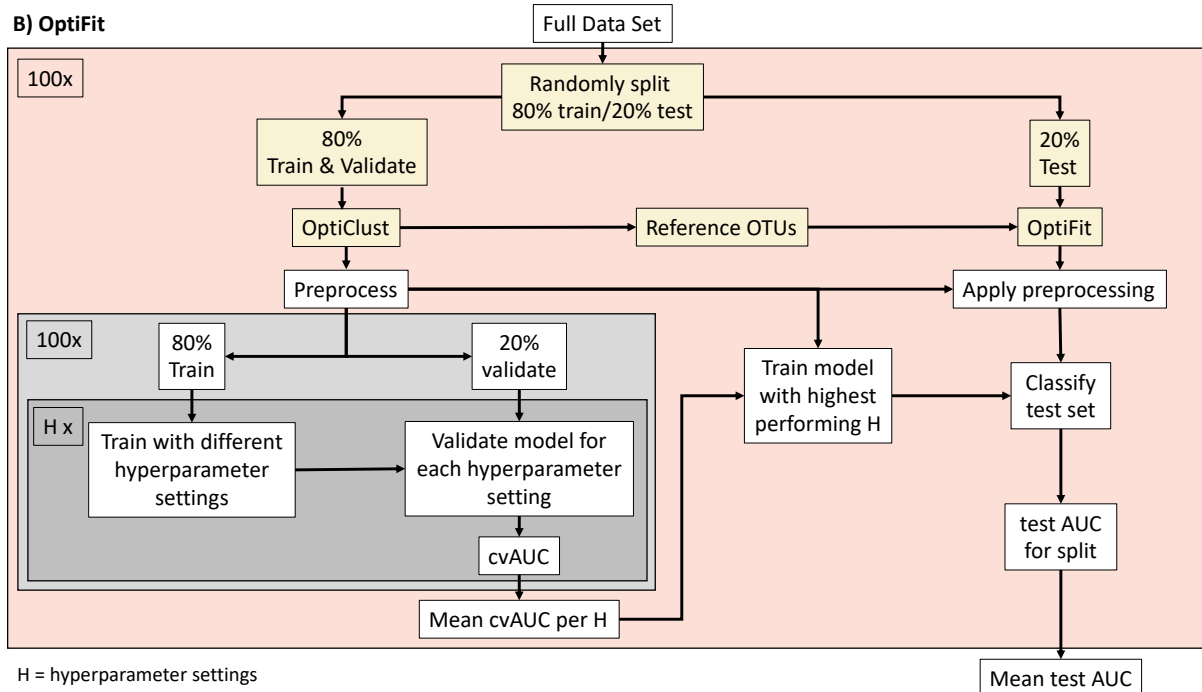 B) OptiFit
Full Data Set
100x
Randomly split
80% train/20% test
80%
Train & Validate
20%
Test
OptiClust
Reference OTUs
OptiFit
Preprocess
Apply preprocessing
100x
80%
Train
20%
validate
Train model
with highest
performing H
Classify
test set
H x
Train with different
hyperparameter
settings
Validate model for
each hyperparameter
setting
test AUC
for split
cvAUC
Mean cvAUC per H
H = hyperparameter settings
Mean test AUC